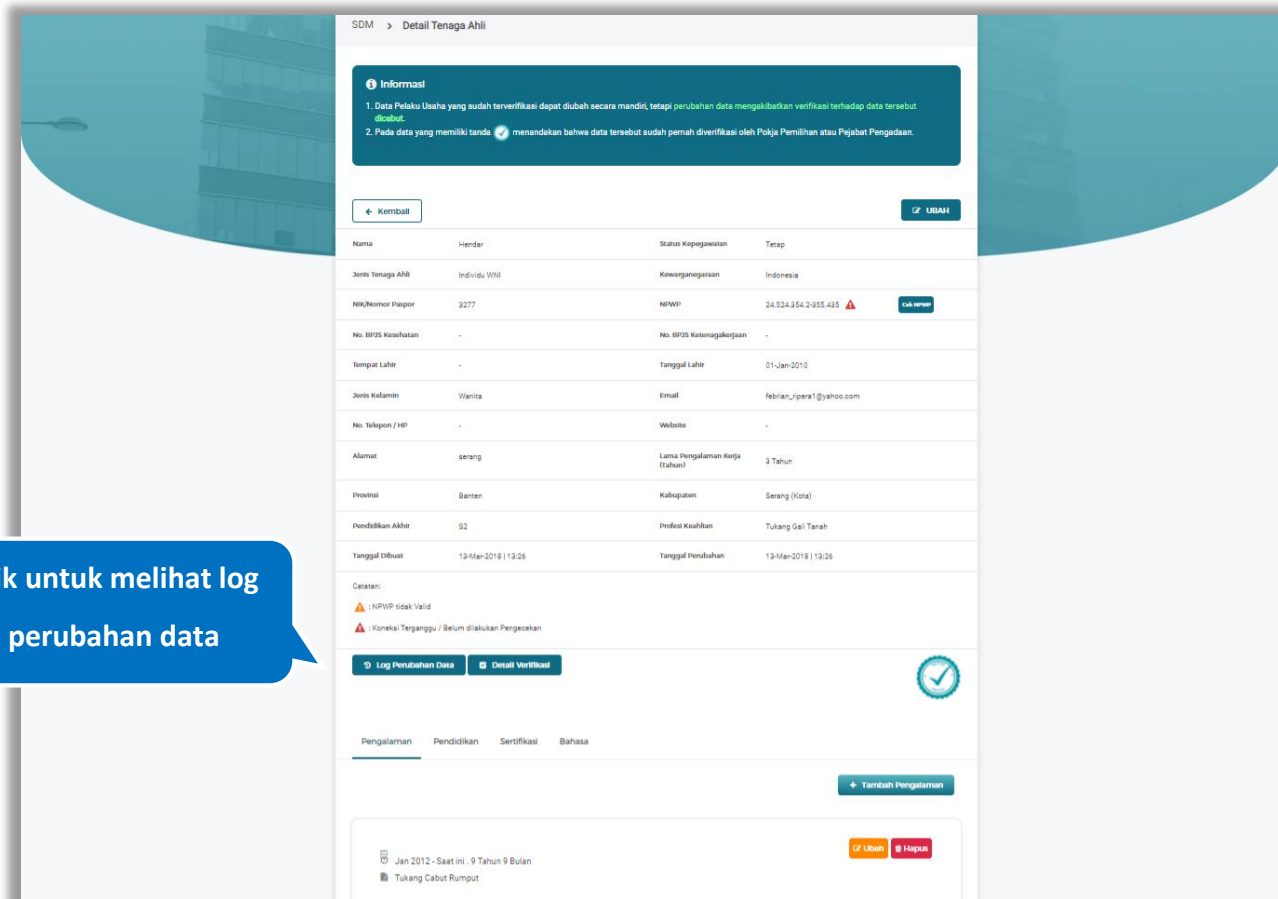 SDM > Detail Tenaga Ahli
Informasi
1. Data Pelaku Usaha yang sudah terverifikasi dapat diubah secara mandiri, tetapi perubahan data mengakibatkan verifikasi terhadap data tersebut
dicabut.
2. Pada data yang memiliki tanda menandakan bahwa data tersebut sudah pernah diverifikasi oleh Pokja Pemilihan atau Pejabat Pengadaan.
Kembali UBAH
Nama Hendar Status Kepegawaian Tetap
Jenis Tenaga Ahli Individu WNI Kewarganegaraan Indonesia
NIK/Nomor Paspor 3277 NPWP 24.524.354.2-355.435 Cek NPWP
No. BPJS Kesehatan - No. BPJS Ketenagakerjaan -
Tempat Lahir - Tanggal Lahir 01-Jan-2010
Jenis Kelamin Wanita Email febrian_ripera1@yahoo.com
No. Telepon / HP - Website -
Alamat serang Lama Pengalaman Kerja
(tahun) 3 Tahun
Provinsi Banten Kabupaten Serang (Kota)
Pendidikan Akhir S2 Profesi Keahlian Tukang Gali Tanah
Tanggal Dibuat 13-Mar-2019 | 13:26 Tanggal Perubahan 13-Mar-2019 | 13:26
Catatan:
: NPWP tidak Valid
: Koneksi Terganggu / Belum dilakukan Pengecekan
ik untuk melihat log
perubahan data
Log Perubahan Data Detail Verifikasi
Pengalaman Pendidikan Sertifikasi Bahasa
+ Tambah Pengalaman
Ubah Hapus
Jan 2012 - Saat ini . 9 Tahun 9 Bulan
Tukang Cabut Rumput